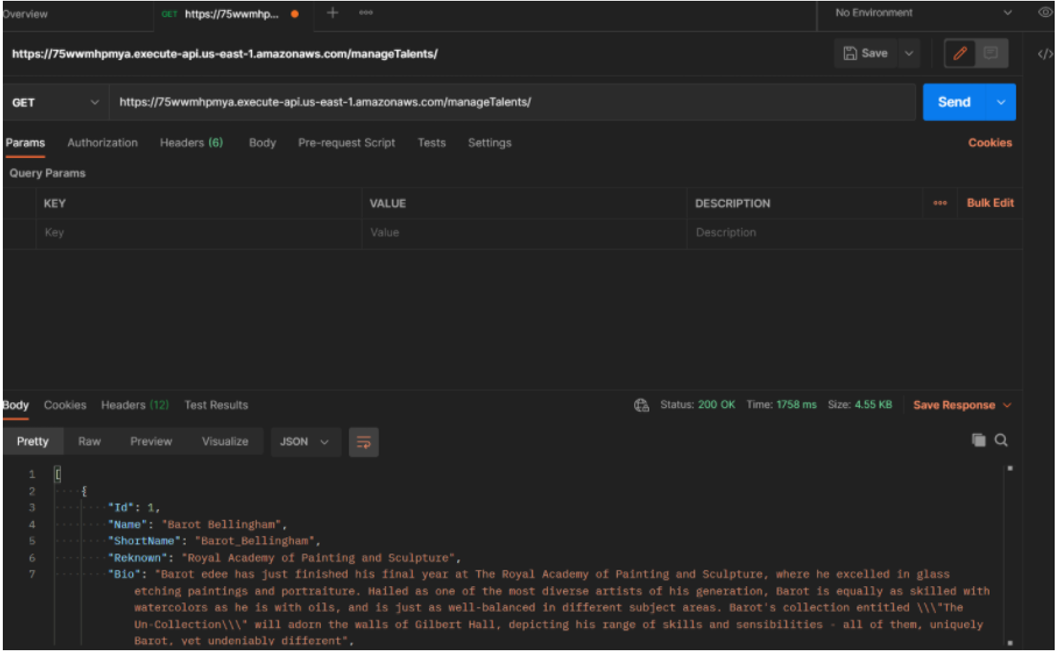 Overview GET https://75wwmhp... + ooo No Environment
https://75wwmhpmya.execute-api.us-east-1.amazonaws.com/manageTalents/ Save </>
GET https://75wwmhpmya.execute-api.us-east-1.amazonaws.com/manageTalents/ Send
Params Authorization Headers (6) Body Pre-request Script Tests Settings Cookies
Query Params
KEY VALUE DESCRIPTION ooo Bulk Edit
Key Value Description
Body Cookies Headers (12) Test Results Status: 200 OK Time: 1758 ms Size: 4.55 KB Save Response
Pretty Raw Preview Visualize JSON
1 [
2 {
3 "Id": 1,
4 "Name": "Barot Bellingham",
5 "ShortName": "Barot_Bellingham",
6 "Reknown": "Royal Academy of Painting and Sculpture",
7 "Bio": "Barot edee has just finished his final year at The Royal Academy of Painting and Sculpture, where he excelled in glass
etching paintings and portraiture. Hailed as one of the most diverse artists of his generation, Barot is equally as skilled with
watercolors as he is with oils, and is just as well-balanced in different subject areas. Barot's collection entitled \\\"The
Un-Collection\\\" will adorn the walls of Gilbert Hall, depicting his range of skills and sensibilities - all of them, uniquely
Barot, yet undeniably different",